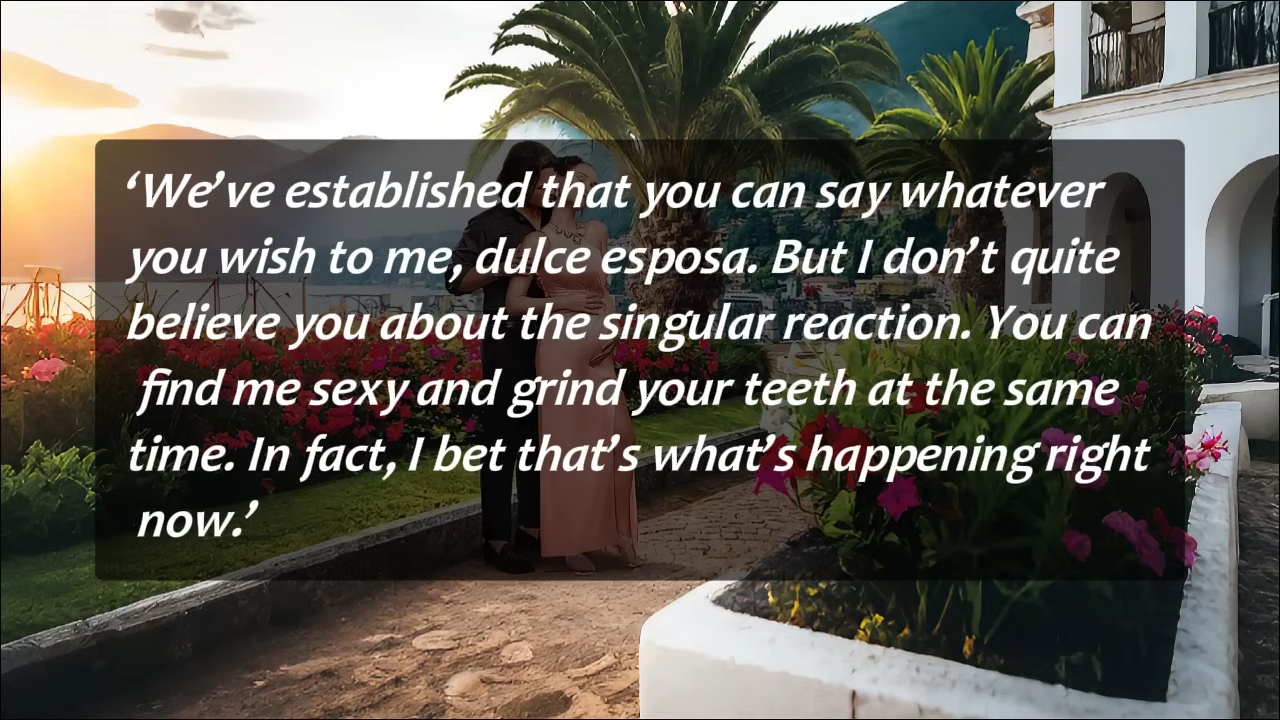 ‘We’ve established that you can say whatever
you wish to me, dulce esposa. But I don’t quite
believe you about the singular reaction. You can
find me sexy and grind your teeth at the same
time. In fact, I bet that’s what’s happening right
now.’